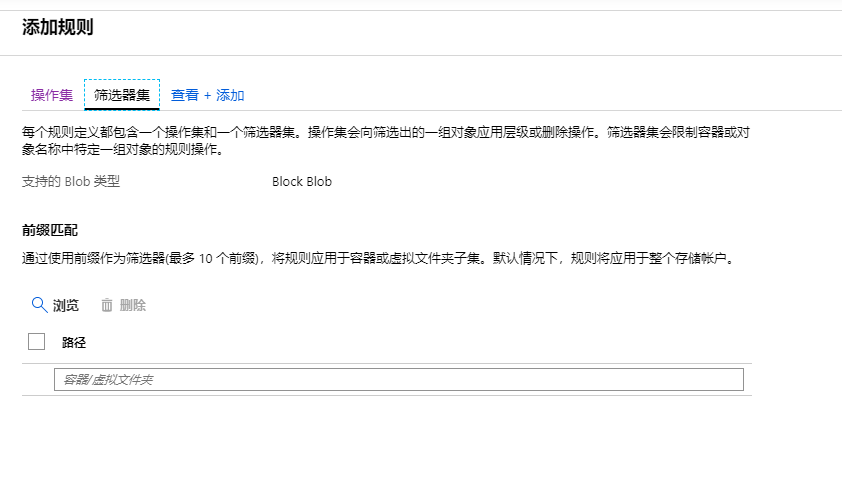 添加规则
操作集 筛选器集 查看 + 添加
每个规则定义都包含一个操作集和一个筛选器集。操作集会向筛选出的一组对象应用层级或删除操作。筛选器集会限制容器或对
象名称中特定一组对象的规则操作。
支持的 Blob 类型 Block Blob
前缀匹配
通过使用前缀作为筛选器(最多 10 个前缀)，将规则应用于容器或虚拟文件夹子集。默认情况下，规则将应用于整个存储帐户。
浏览 删除
路径
容器/虚拟文件夹